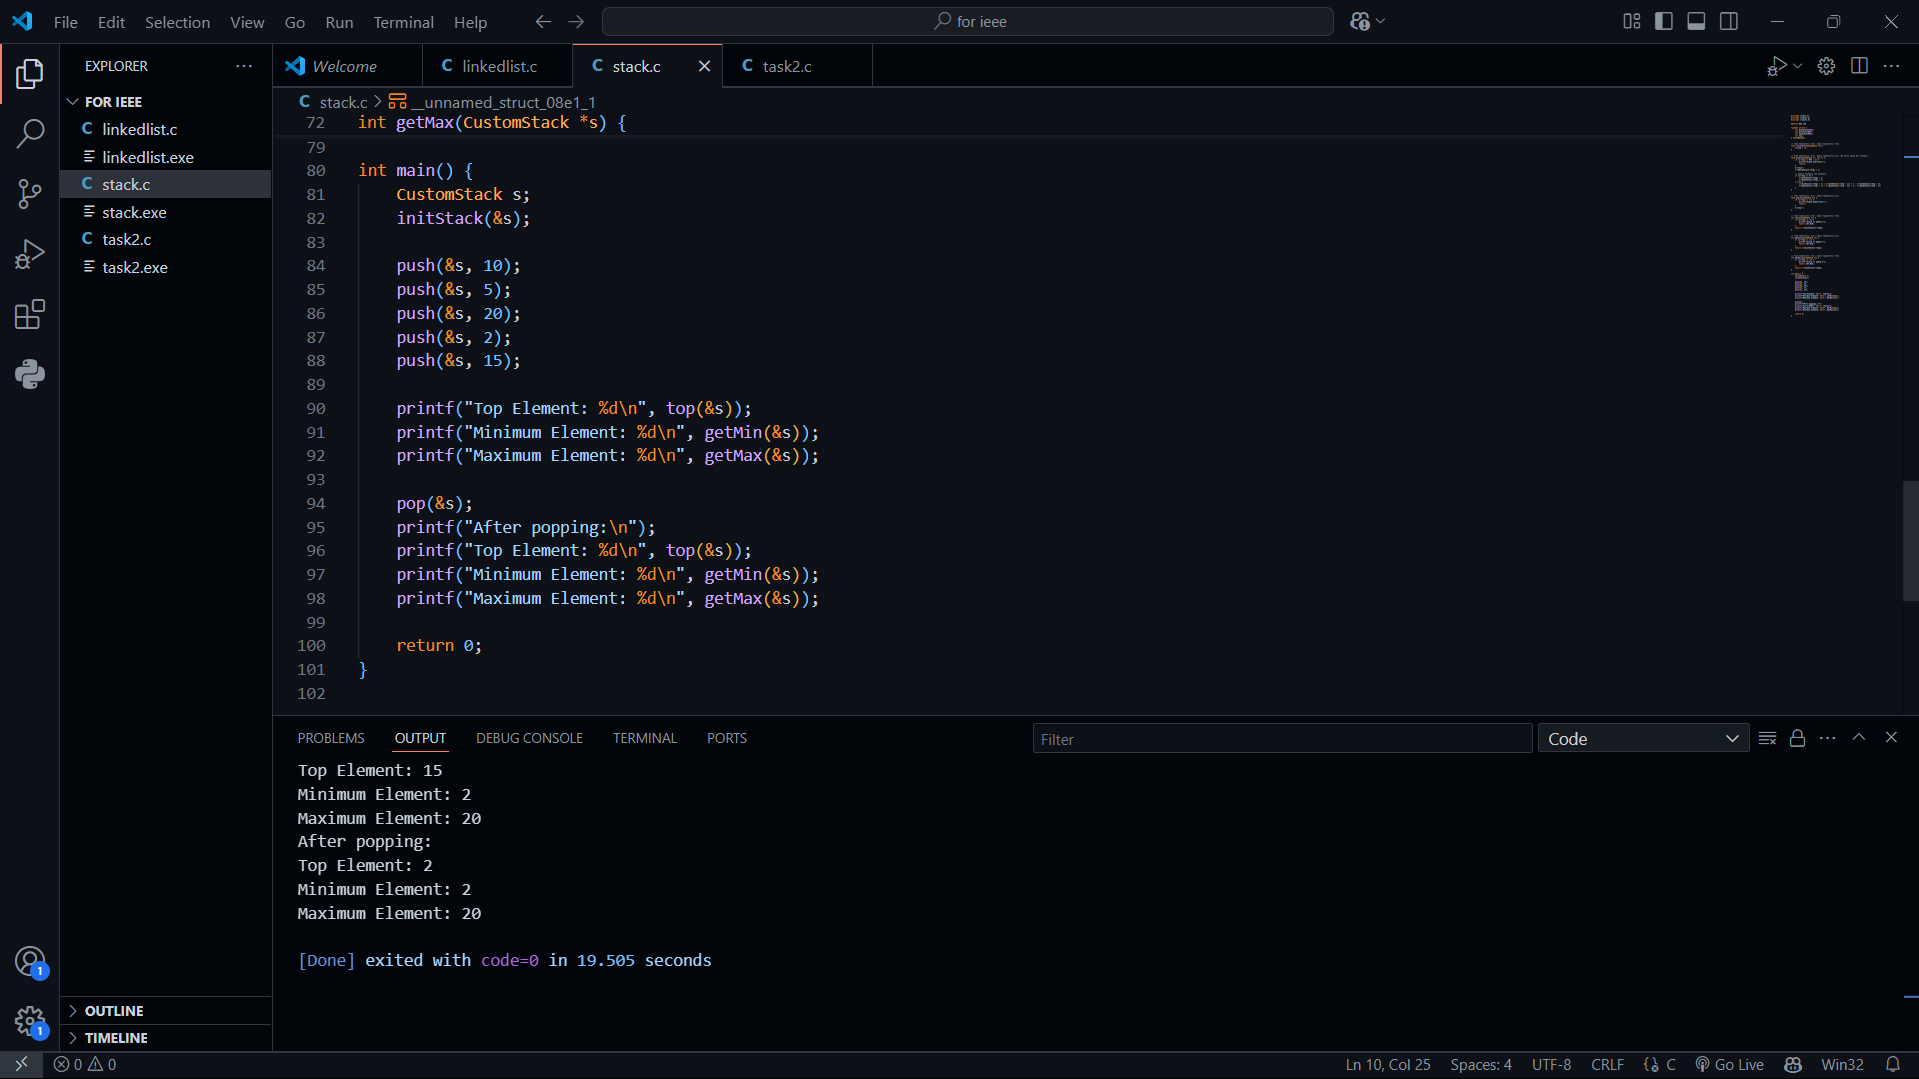 File Edit Selection View Go Run Terminal Help
for ieee
EXPLORER
FOR IEEE
C linkedlist.c
linkedlist.exe
C stack.c
stack.exe
C task2.c
task2.exe
OUTLINE
TIMELINE
Welcome
C linkedlist.c
C stack.c
C task2.c
C stack.c > __unnamed_struct_08e1_1
72 int getMax(CustomStack *s) {
79
80 int main() {
81 CustomStack s;
82 initStack(&s);
83
84 push(&s, 10);
85 push(&s, 5);
86 push(&s, 20);
87 push(&s, 2);
88 push(&s, 15);
89
90 printf("Top Element: %d\n", top(&s));
91 printf("Minimum Element: %d\n", getMin(&s));
92 printf("Maximum Element: %d\n", getMax(&s));
93
94 pop(&s);
95 printf("After popping:\n");
96 printf("Top Element: %d\n", top(&s));
97 printf("Minimum Element: %d\n", getMin(&s));
98 printf("Maximum Element: %d\n", getMax(&s));
99
100 return 0;
101 }
102
PROBLEMS OUTPUT DEBUG CONSOLE TERMINAL PORTS
Filter
Code
Top Element: 15
Minimum Element: 2
Maximum Element: 20
After popping:
Top Element: 2
Minimum Element: 2
Maximum Element: 20
[Done] exited with code=0 in 19.505 seconds
1
1
0 0
Ln 10, Col 25 Spaces: 4 UTF-8 CRLF {} C Go Live Win32